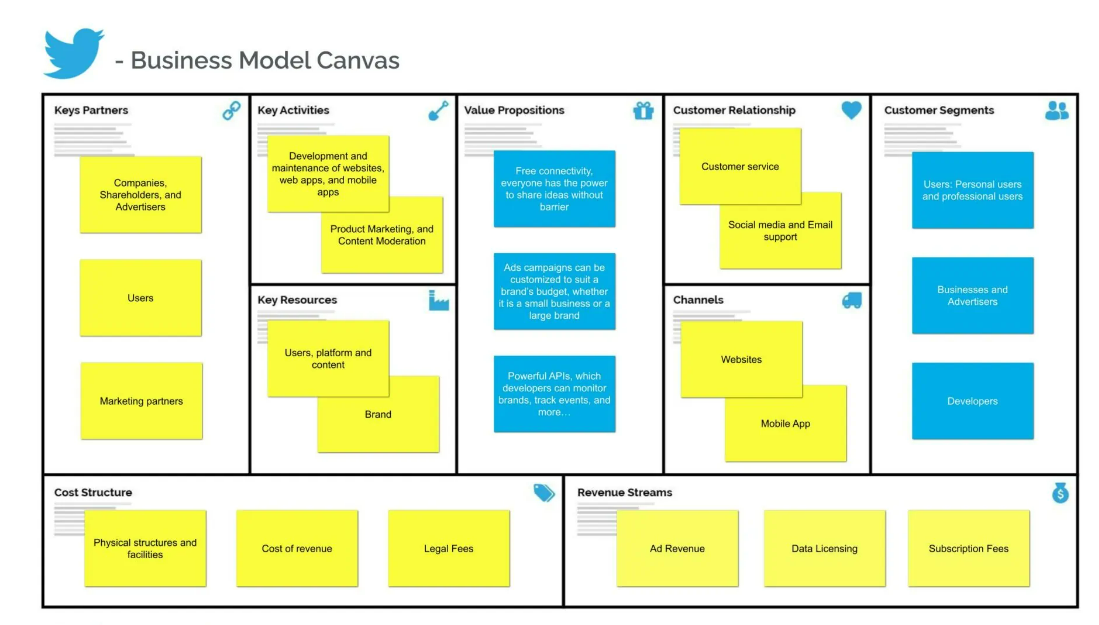 - Business Model Canvas
Keys Partners
Companies,
Shareholders, and
Advertisers
Users
Marketing partners
Key Activities
Development and
maintenance of websites,
web apps, and mobile
apps
Product Marketing, and
Content Moderation
Key Resources
Users, platform and
content
Brand
Value Propositions
Free connectivity,
everyone has the power
to share ideas without
barrier
Ads campaigns can be
customized to suit a
brand's budget, whether
it is a small business or a
large brand
Powerful APIs, which
developers can monitor
brands, track events, and
more…
Customer Relationship
Customer service
Social media and Email
support
Channels
Websites
Mobile App
Customer Segments
Users: Personal users
and professional users
Businesses and
Advertisers
Developers
Cost Structure
Physical structures and
facilities
Cost of revenue
Legal Fees
Revenue Streams
Ad Revenue
Data Licensing
Subscription Fees
$